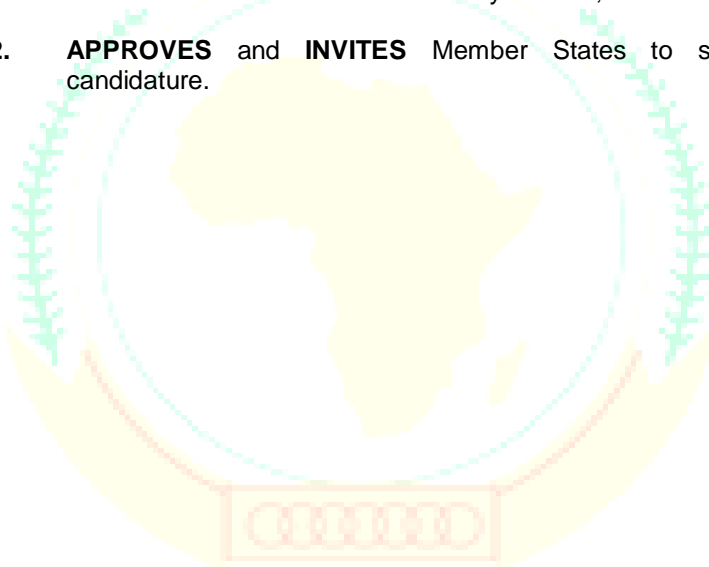 2. APPROVES and INVITES Member States to s
candidature.